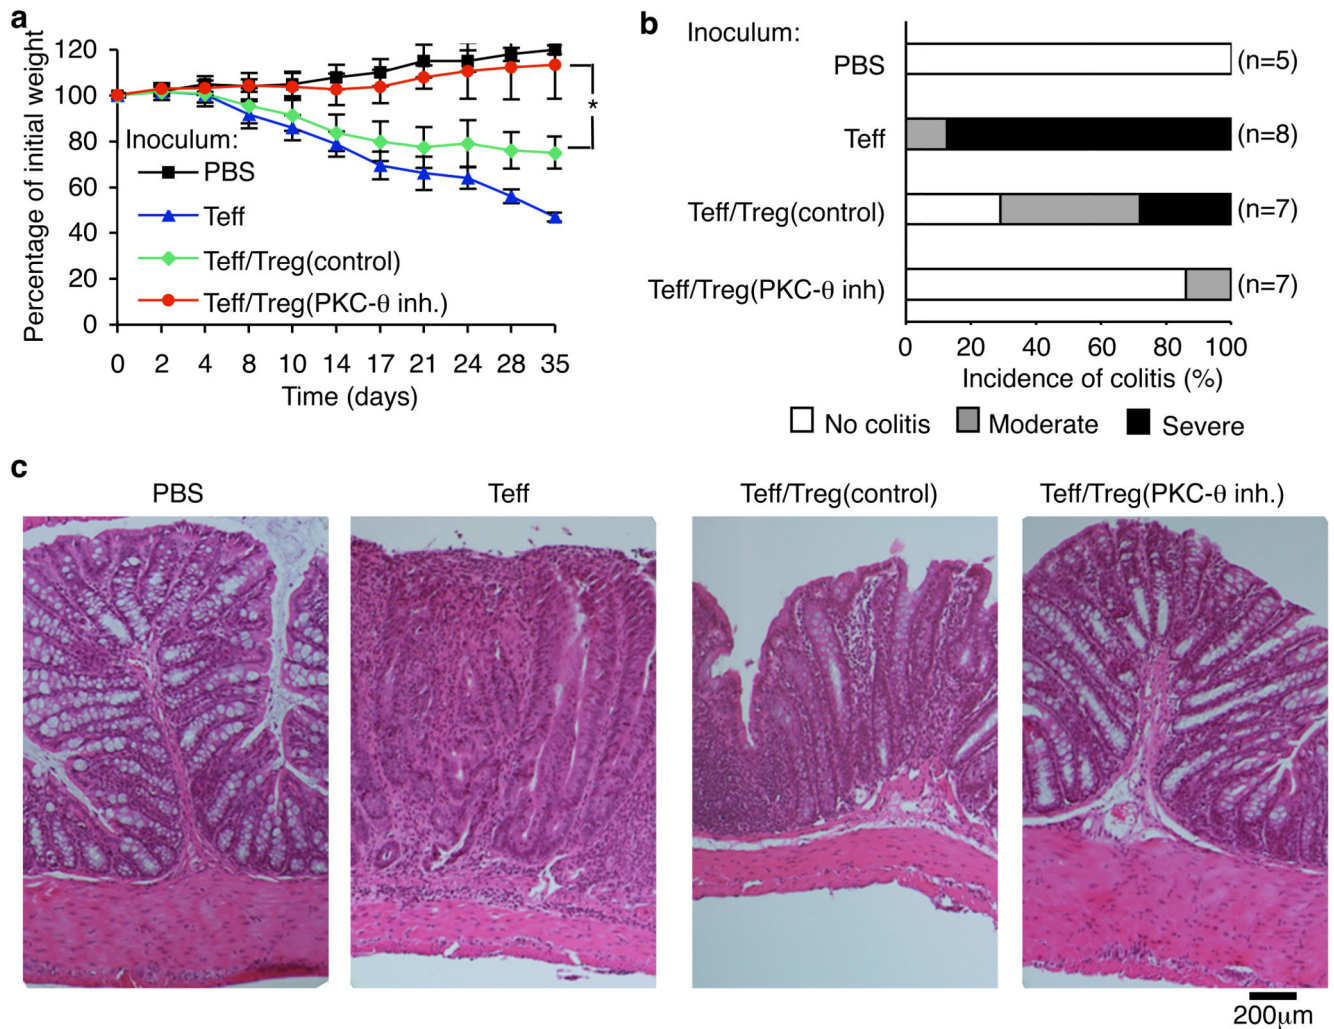 a
Percentage of initial weight
120
100
80
60
40
20
0
Inoculum:
PBS
Teff
Teff/Treg(control)
Teff/Treg(PKC-θ inh.)
*
0 2 4 8 10 14 17 21 24 28 35
Time (days)
b
Inoculum:
PBS (n=5)
Teff (n=8)
Teff/Treg(control) (n=7)
Teff/Treg(PKC-θ inh) (n=7)
0 20 40 60 80 100
Incidence of colitis (%)
No colitis Moderate Severe
c
PBS Teff Teff/Treg(control) Teff/Treg(PKC-θ inh.)
200µm